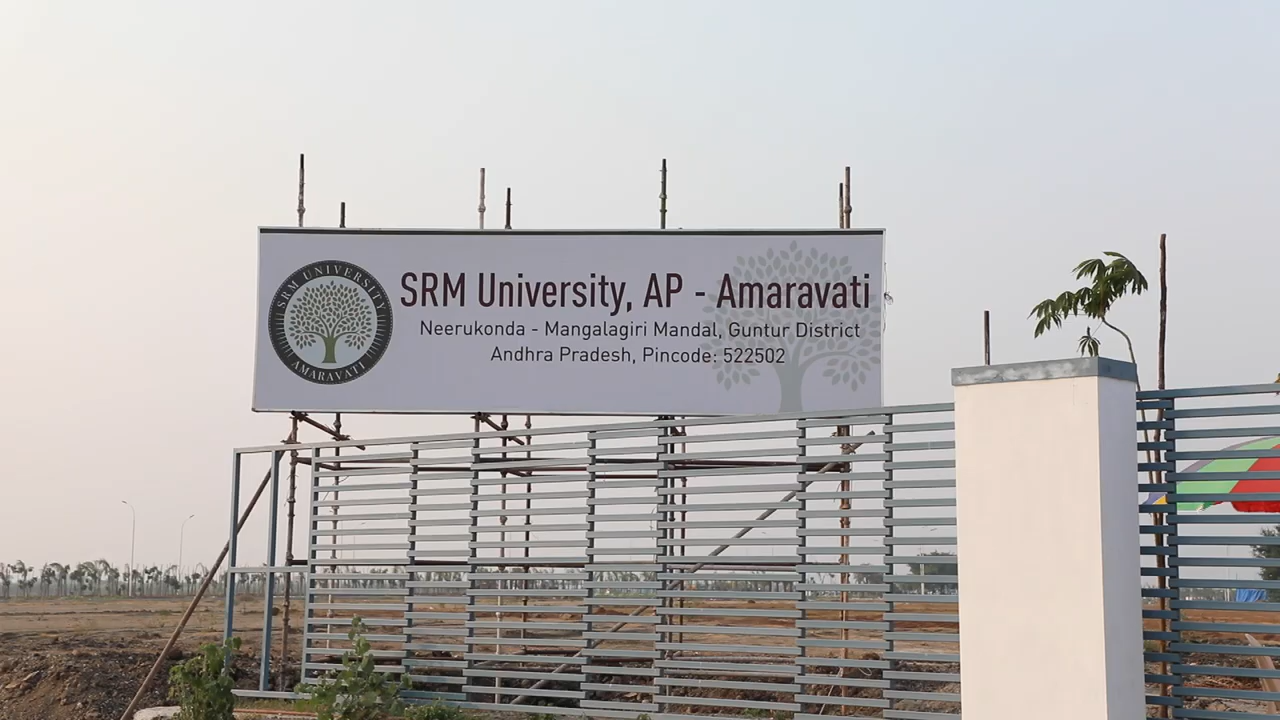 SRM UNIVERSITY
AMARAVATI
SRM University, AP - Amaravati
Neerukonda - Mangalagiri Mandal, Guntur District
Andhra Pradesh, Pincode: 522502